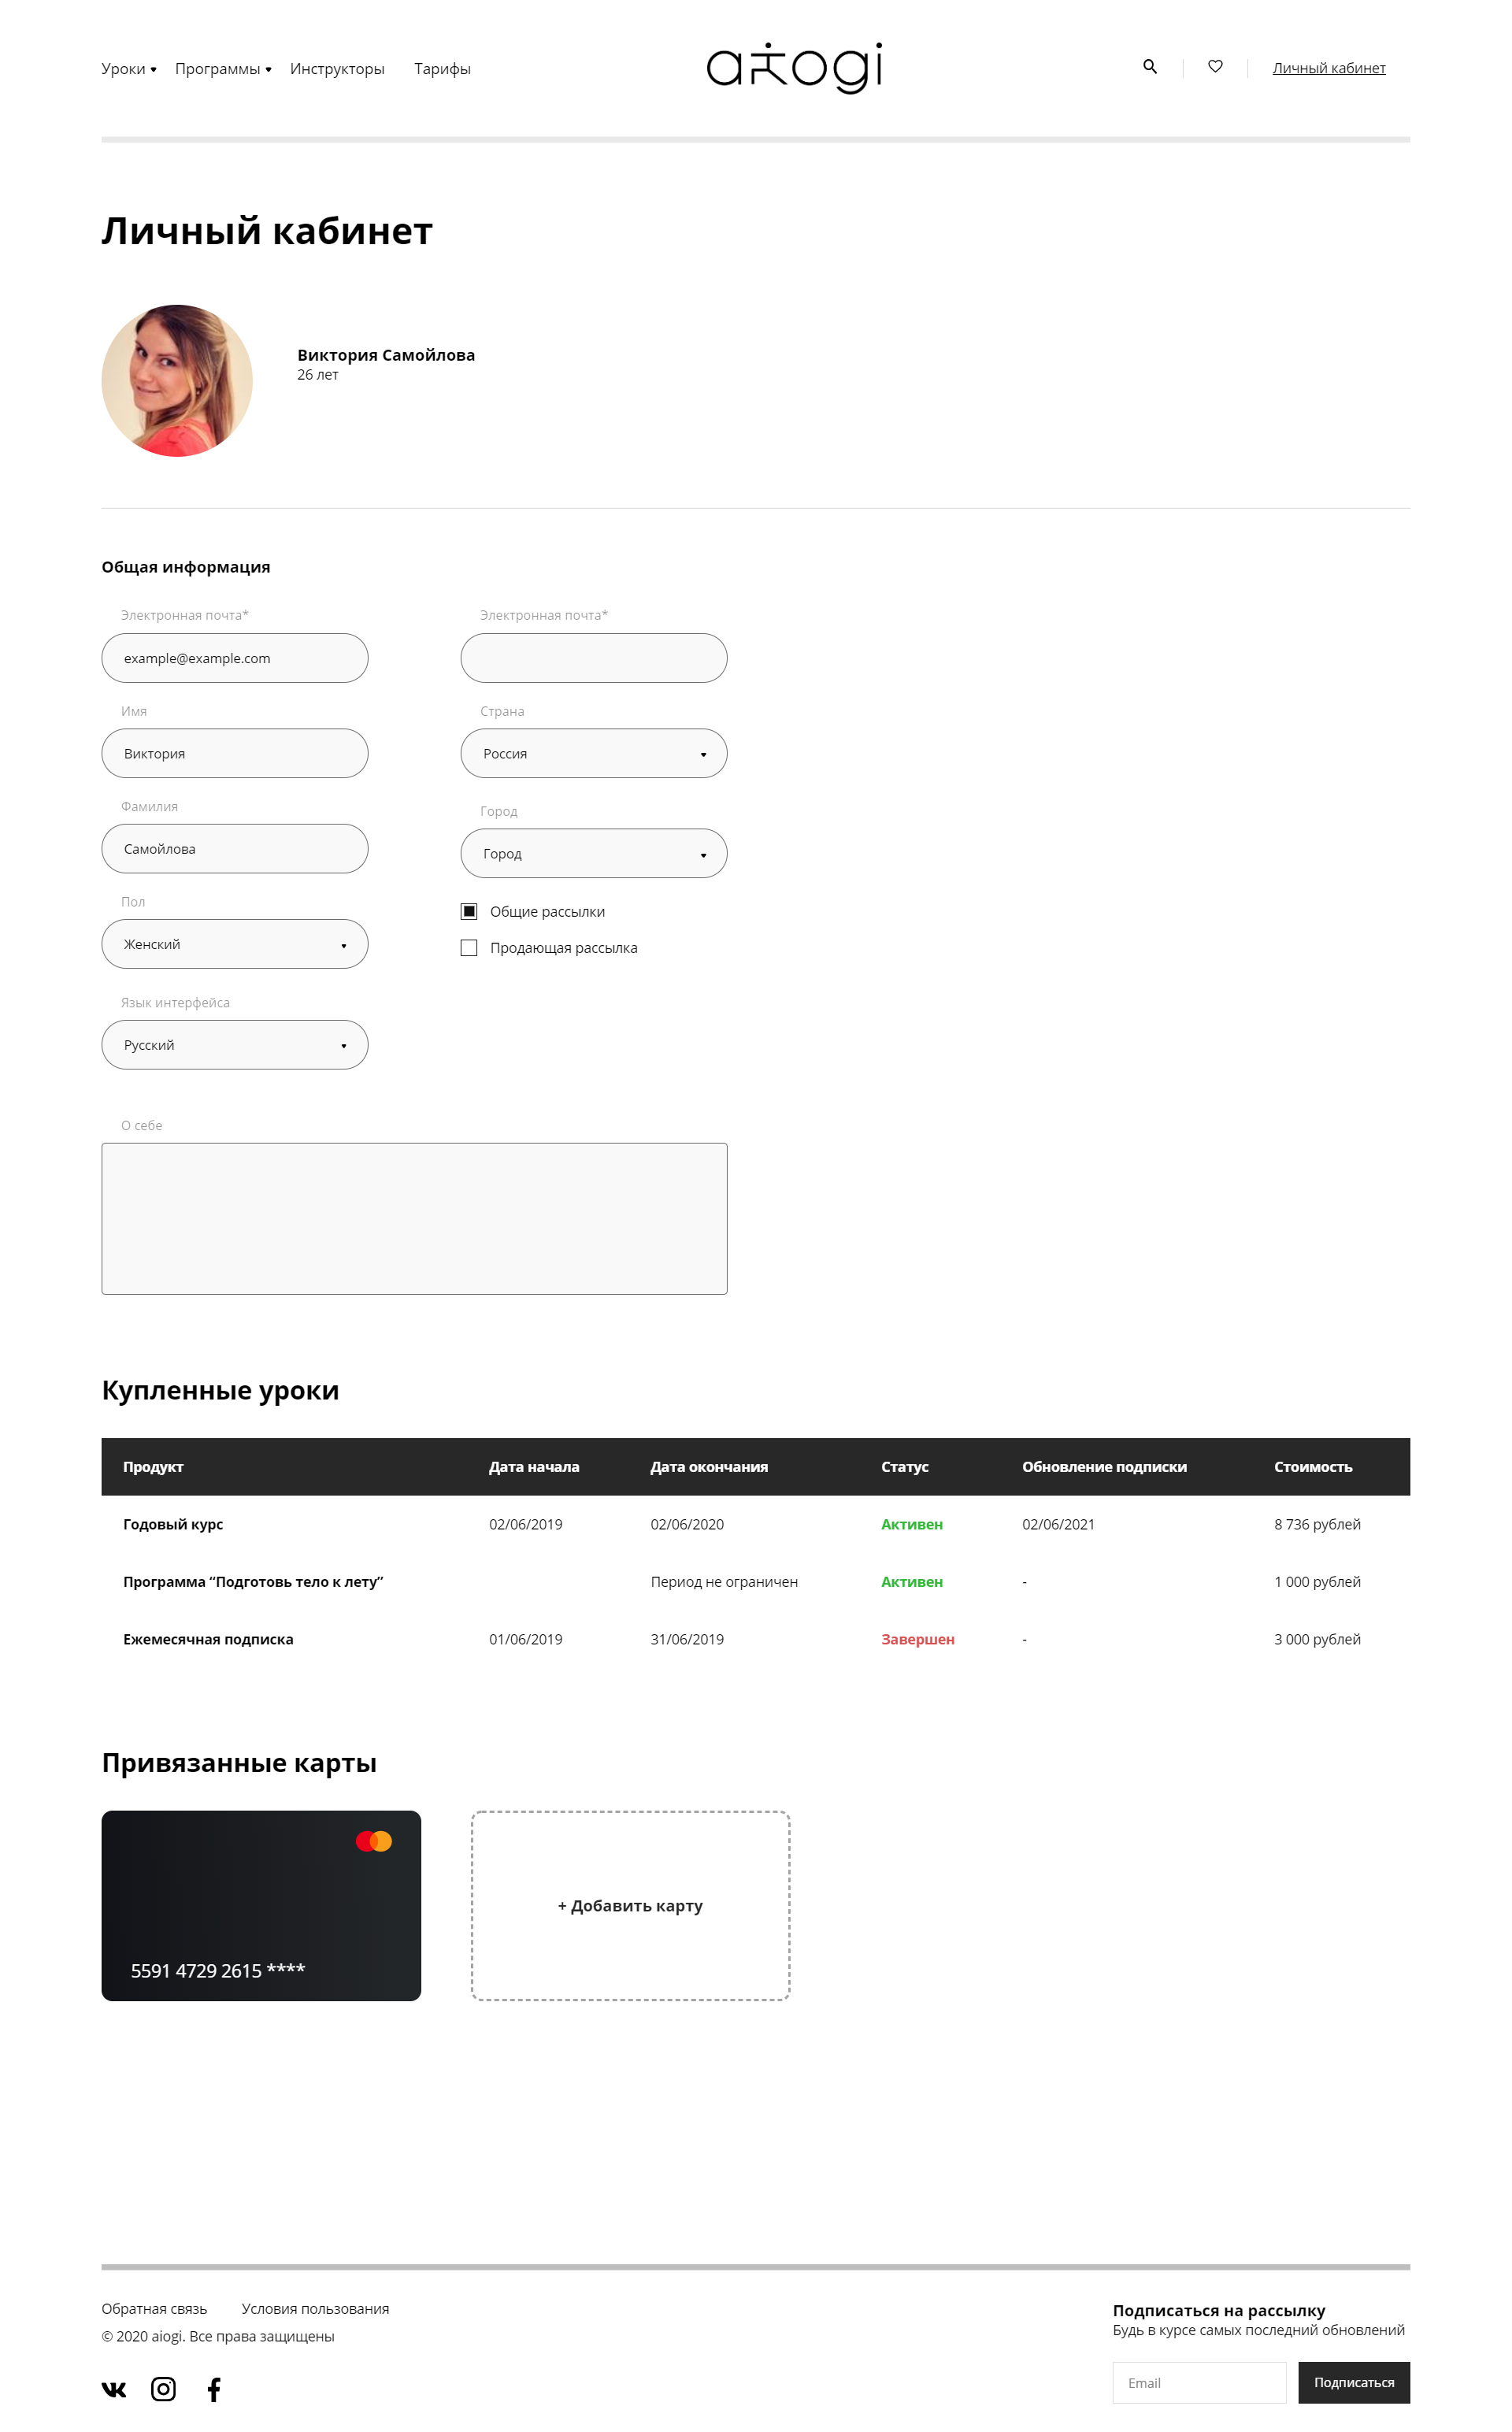 Уроки Программы Инструкторы Тарифы aiogi Личный кабинет
Личный кабинет
Виктория Самойлова
26 лет
Общая информация
Электронная почта* Электронная почта*
example@example.com
Имя Страна
Виктория Россия
Фамилия Город
Самойлова Город
Пол Общие рассылки
Женский Продающая рассылка
Язык интерфейса
Русский
О себе
Купленные уроки
Продукт Дата начала Дата окончания Статус Обновление подписки Стоимость
Годовый курс 02/06/2019 02/06/2020 Активен 02/06/2021 8 736 рублей
Программа “Подготовь тело к лету” Период не ограничен Активен - 1 000 рублей
Ежемесячная подписка 01/06/2019 31/06/2019 Завершен - 3 000 рублей
Привязанные карты
+ Добавить карту
5591 4729 2615 ****
Обратная связь Условия пользования
© 2020 aiogi. Все права защищены
Подписаться на рассылку
Будь в курсе самых последний обновлений
Email Подписаться